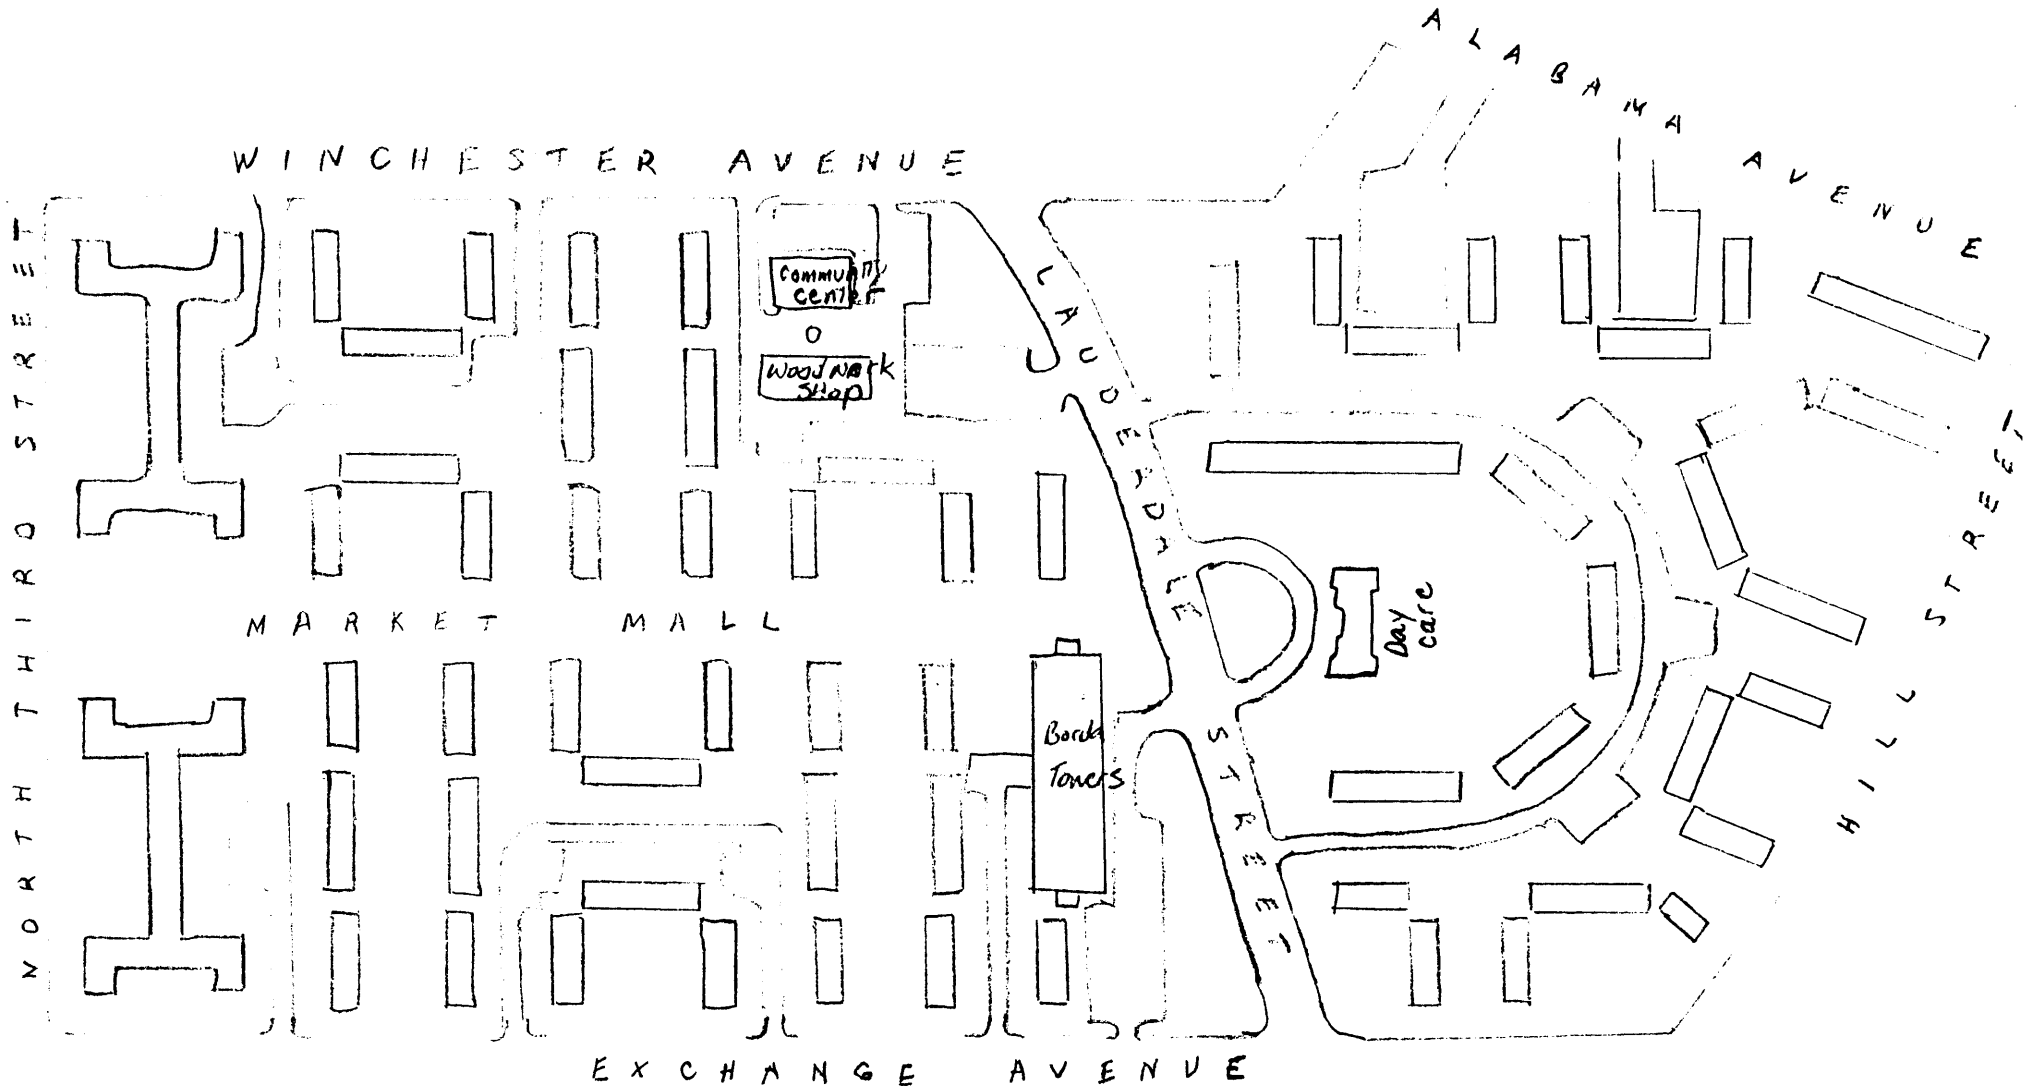 ALABAMA AVENUE
WINCHESTER AVENUE
NORTH THIRD STREET
Community
center
Woodwork
Shop
LAUDERDALE STREET
HILL STREET
MARKET MALL
Day
care
Borda
Towers
EXCHANGE AVENUE